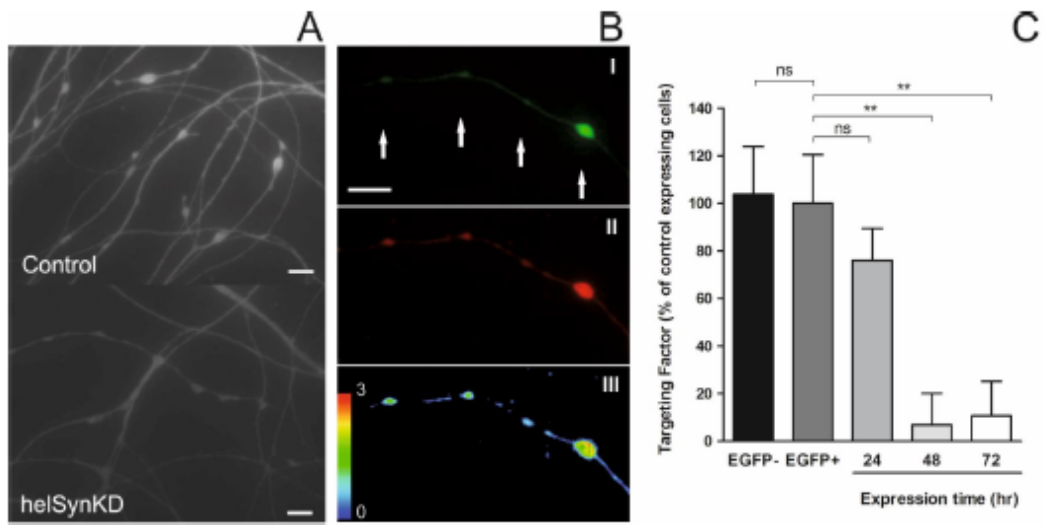 A
Control
helSynKD
B
I
II
III
3
0
C
ns
**
**
ns
Targeting Factor (% of control expressing cells)
140
120
100
80
60
40
20
0
EGFP- EGFP+ 24 48 72
Expression time (hr)